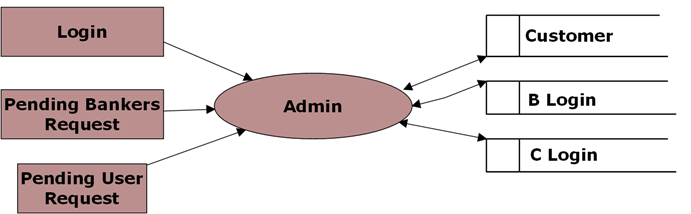 Login
Pending Bankers
Request
Pending User
Request
Admin
Customer
B Login
C Login